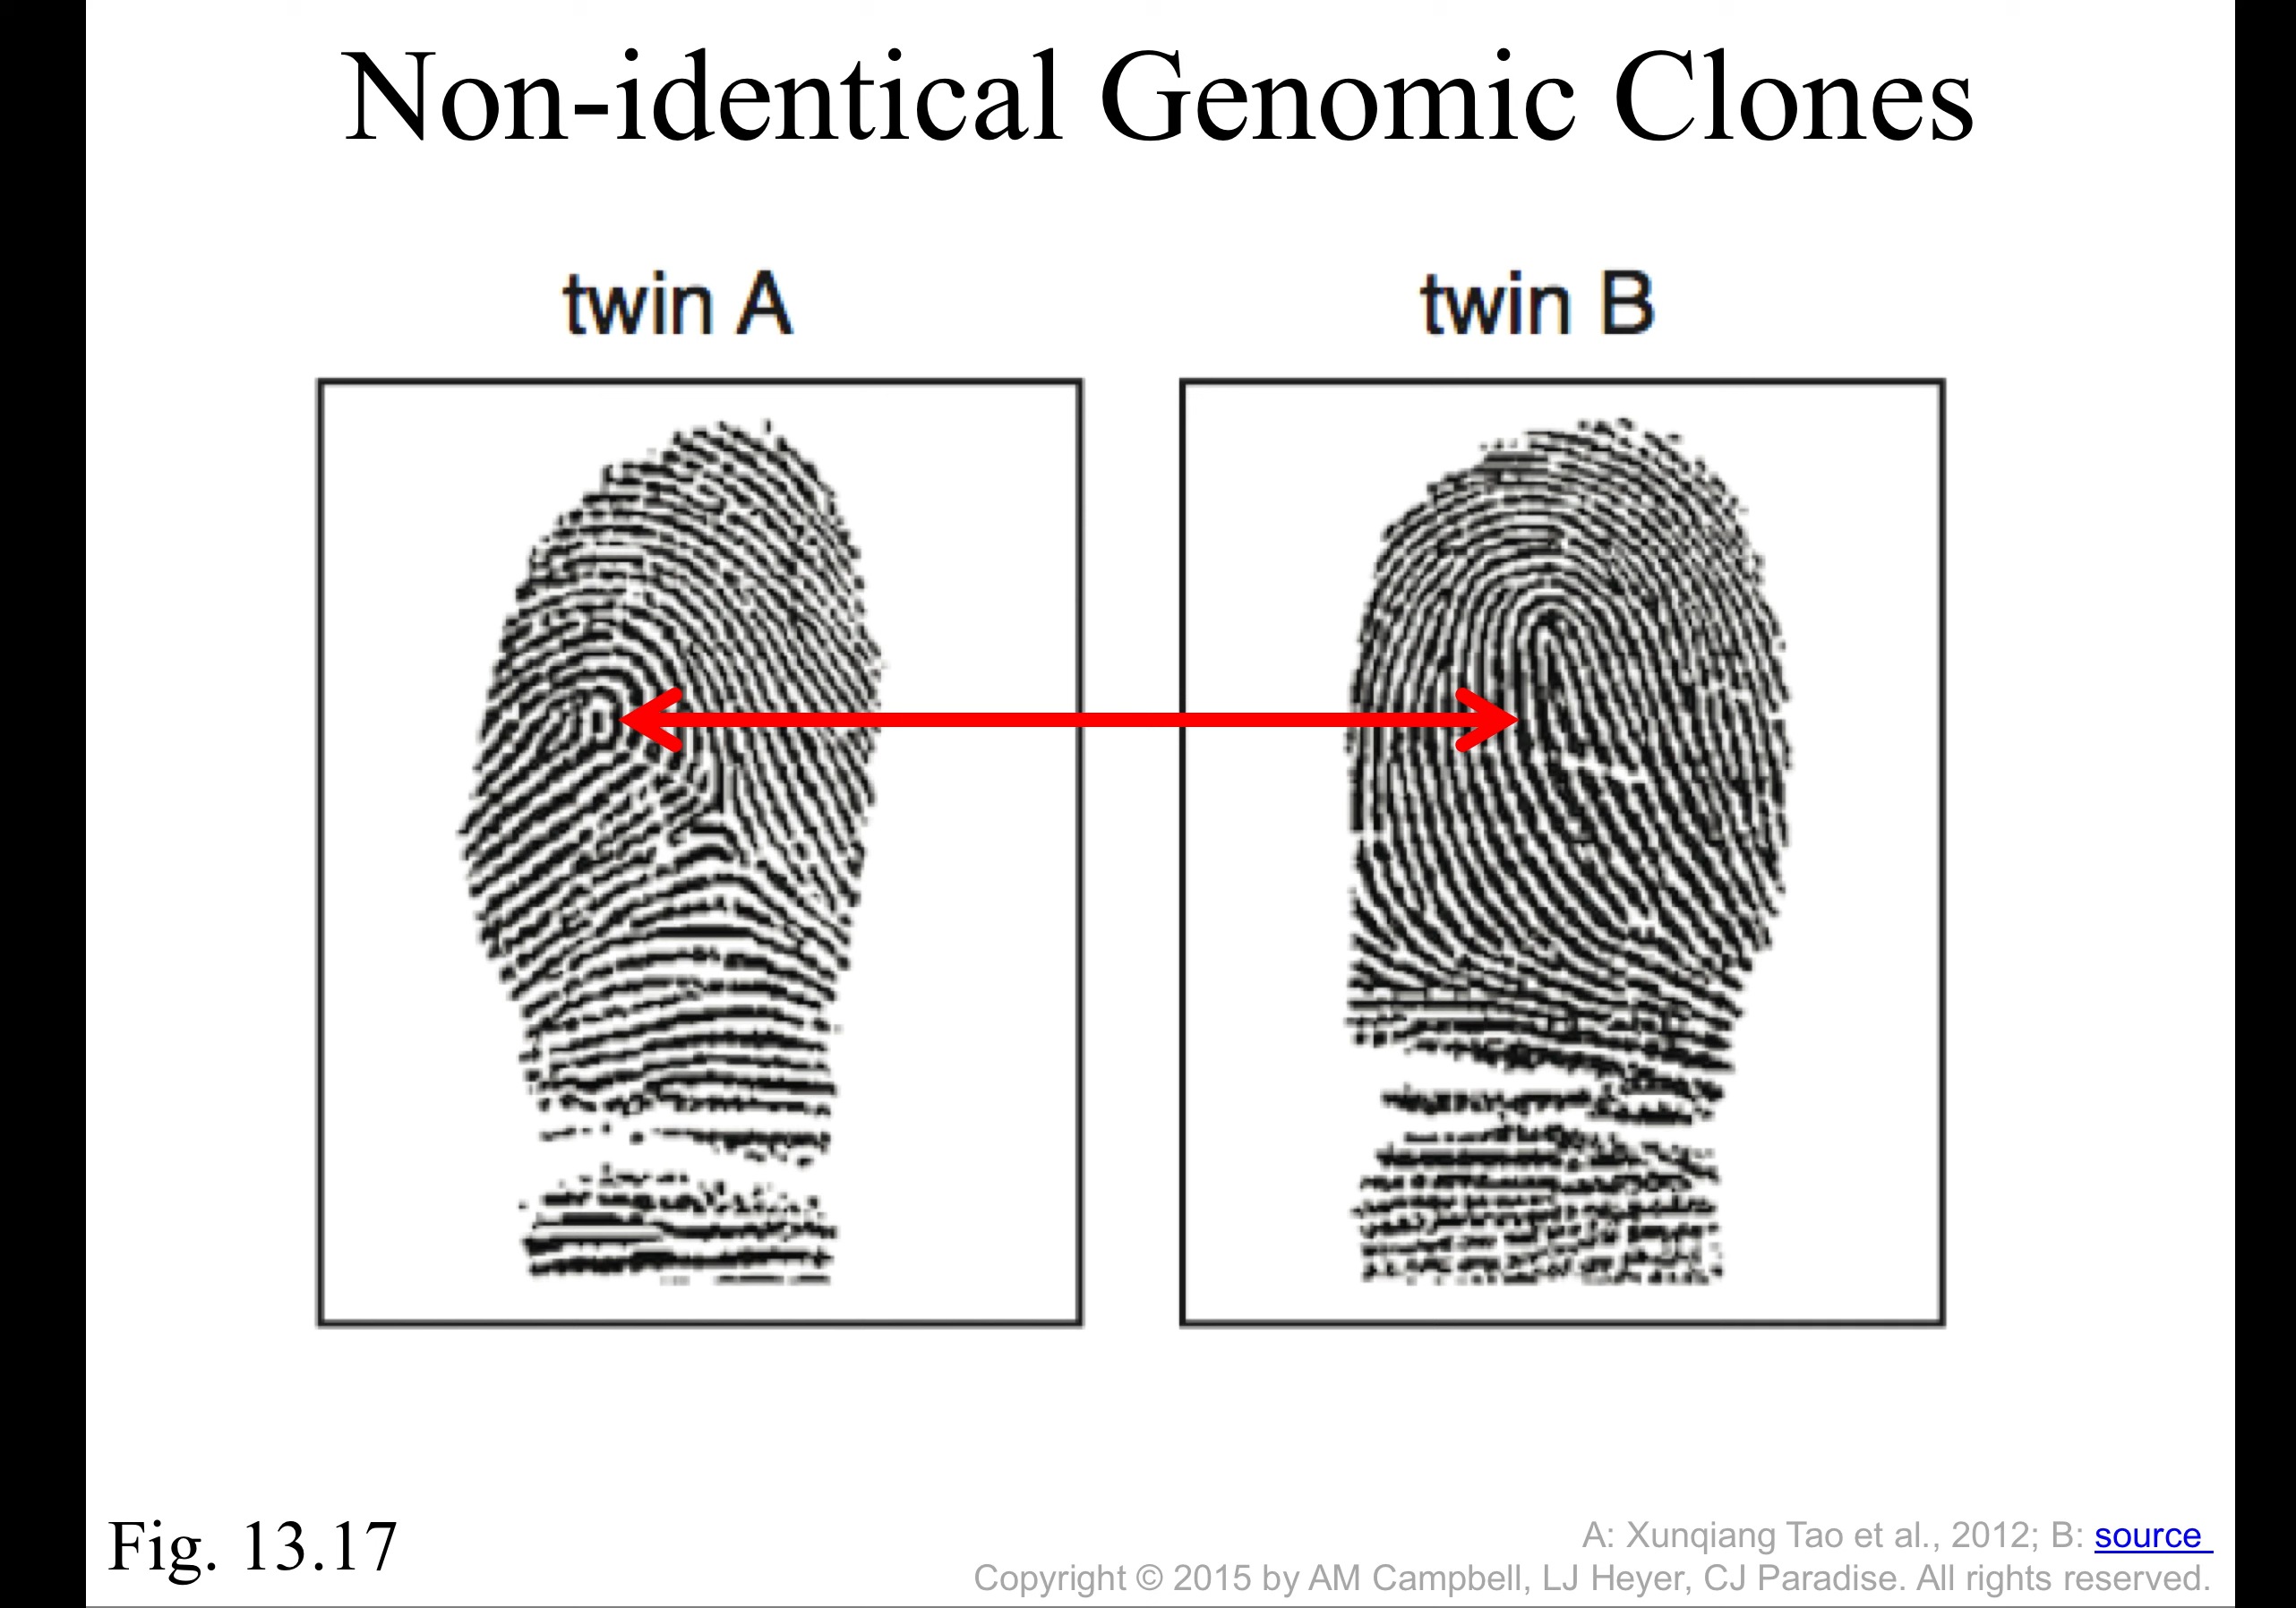 Non-identical Genomic Clones
twin A
twin B
Fig. 13.17
A: Xunqiang Tao et al., 2012; B: source
Copyright © 2015 by AM Campbell, LJ Heyer, CJ Paradise. All rights reserved.